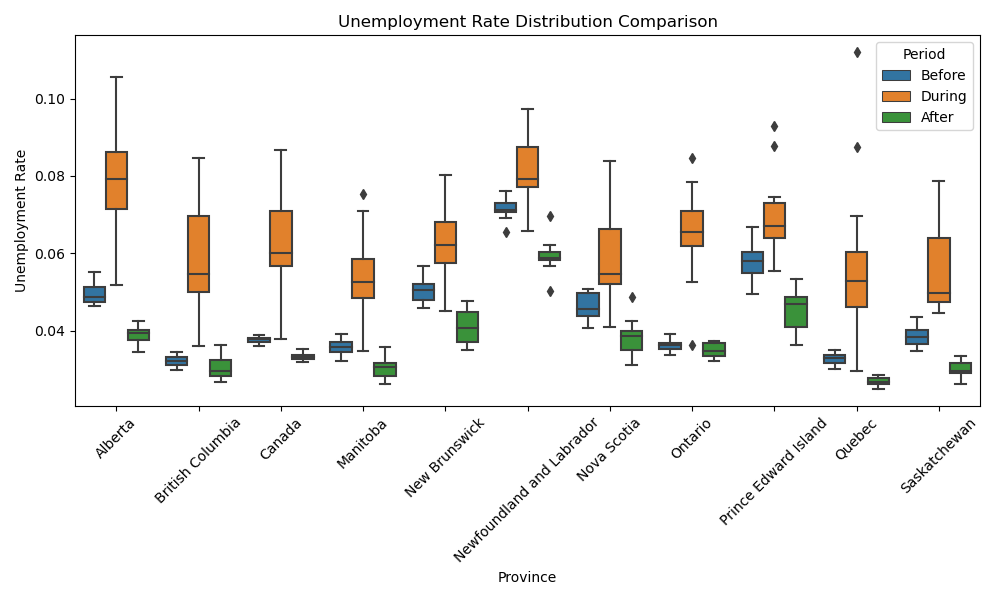 Unemployment Rate Distribution Comparison
Unemployment Rate
0.10
0.08
0.06
0.04
Period
Before
During
After
Alberta
British Columbia
Canada
Manitoba
New Brunswick
Newfoundland and Labrador
Nova Scotia
Ontario
Prince Edward Island
Quebec
Saskatchewan
Province